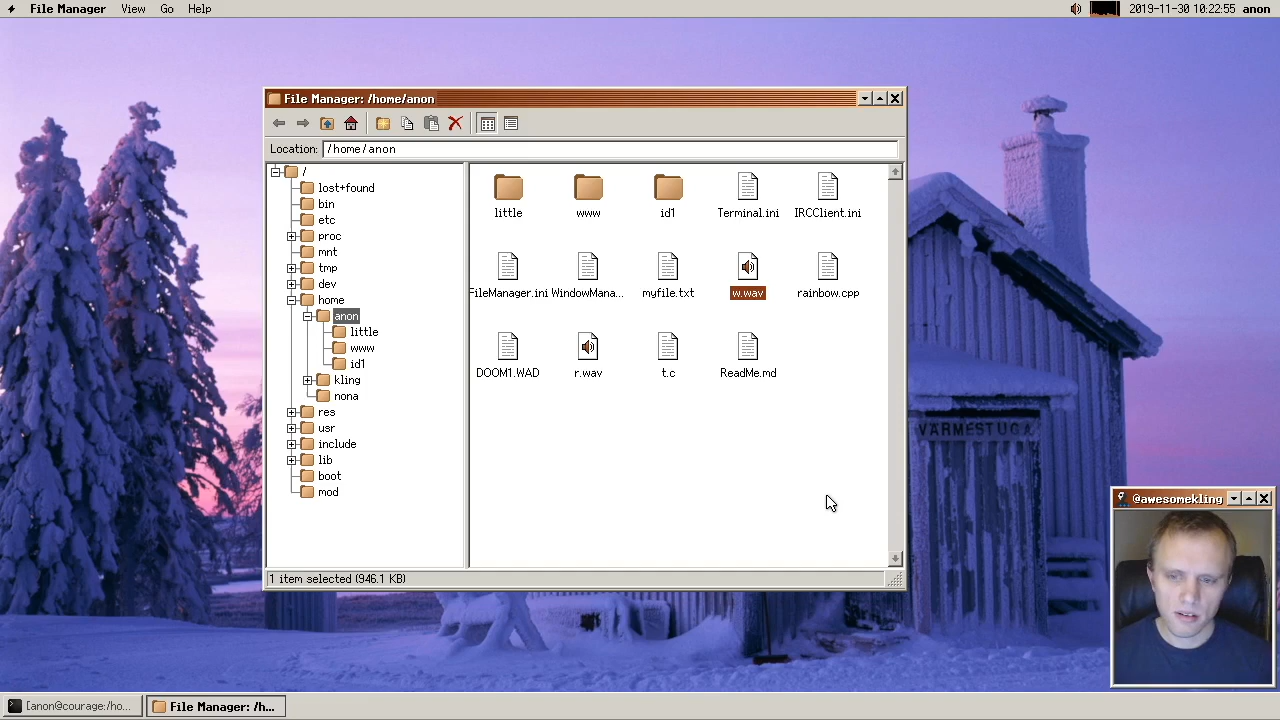 File Manager View Go Help 2019-11-30 10:22:55 anon
File Manager: /home/anon
Location: /home/anon
/
lost+found
bin
etc
proc
mnt
tmp
dev
home
anon
little
www
id1
kling
nona
res
usr
include
lib
boot
mod
little www id1 Terminal.ini IRCClient.ini
FileManager.ini WindowMana... myfile.txt w.wav rainbow.cpp
DOOM1.WAD r.wav t.c ReadMe.md
1 item selected (946.1 KB)
VÄRMESTUGA
@awesomekling
[anon@courage:/ho... File Manager: /h...